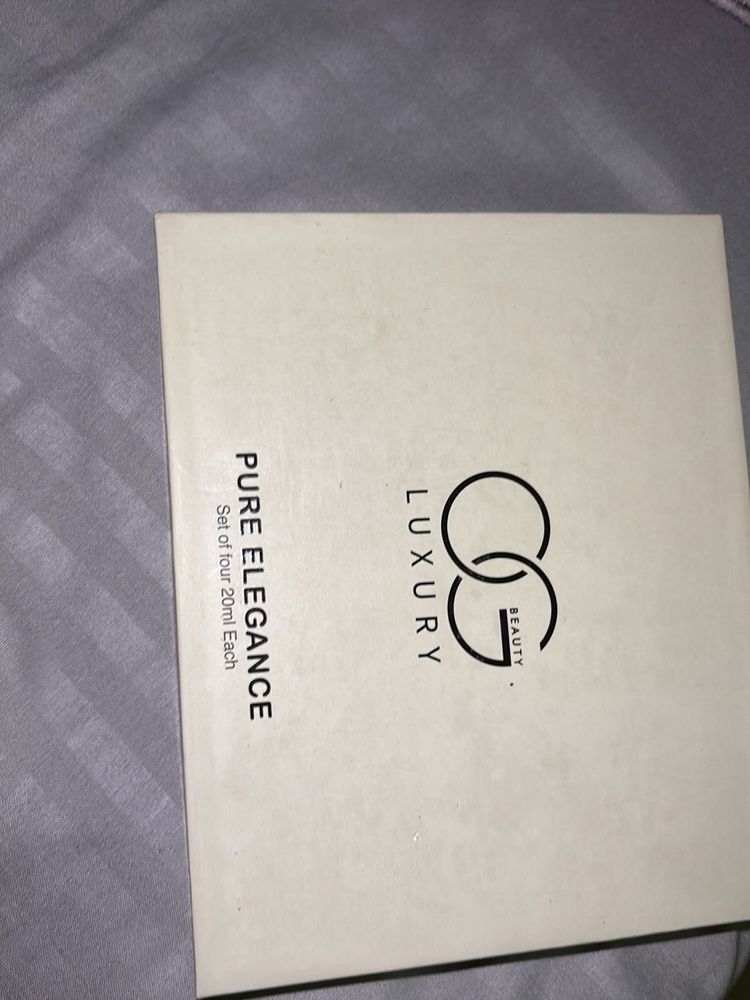 OG
BEAUTY
LUXURY
PURE ELEGANCE
Set of four 20ml Each